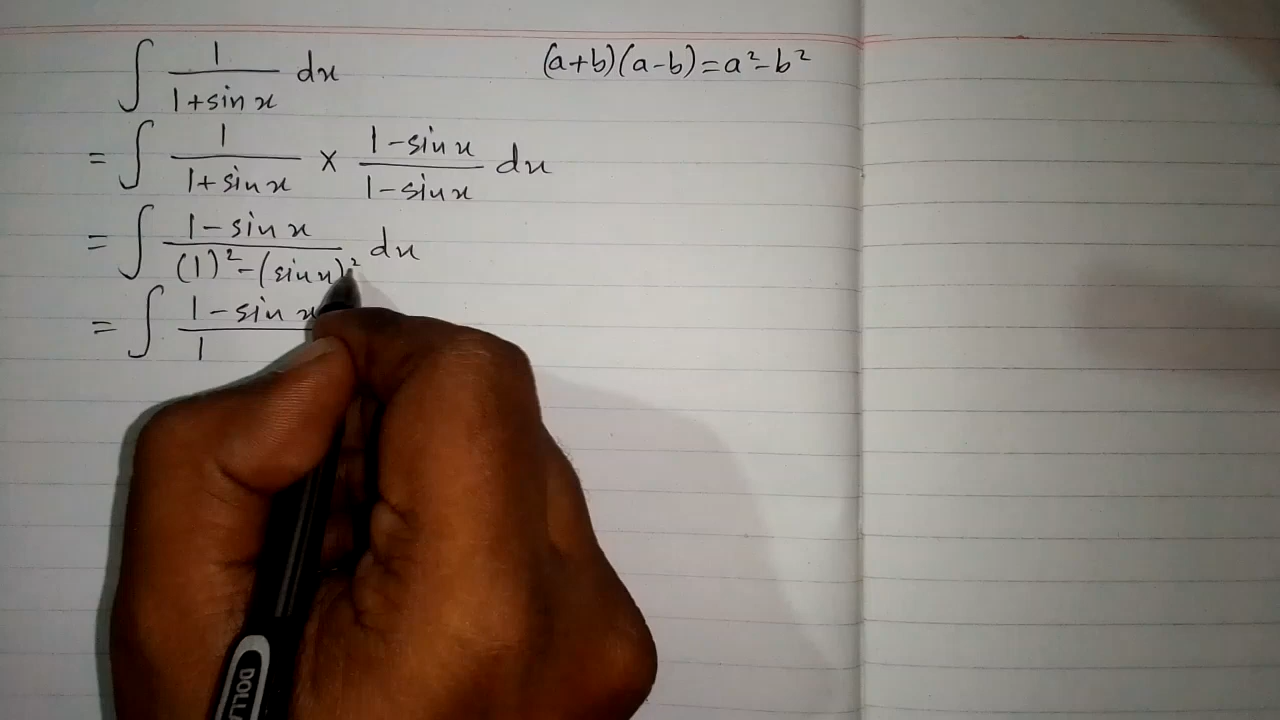 ∫ 1/(1+sin x) dx
(a+b)(a-b)=a²-b²
= ∫ 1/(1+sin x) × (1-sin x)/(1-sin x) dx
= ∫ (1-sin x)/((1)²-(sin x)²) dx
= ∫ (1-sin x)/1
DOLLA